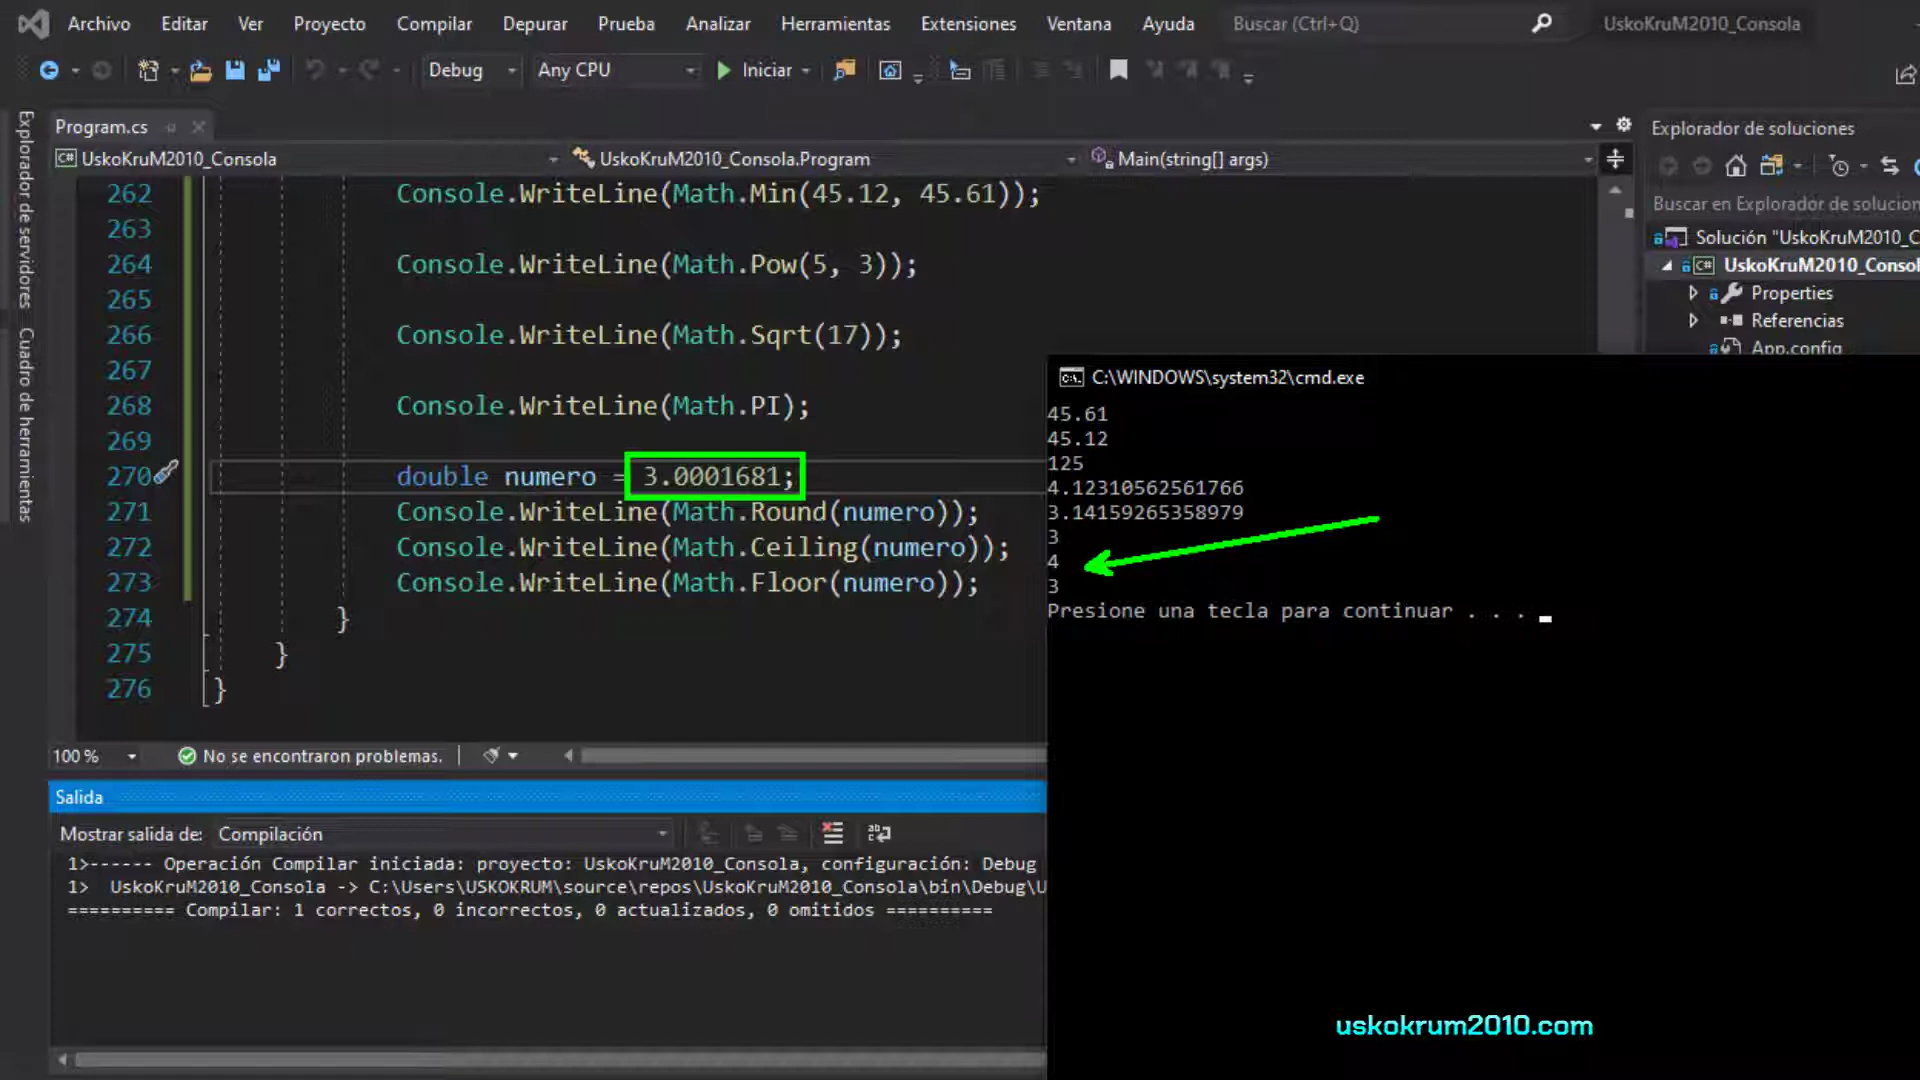 Archivo Editar Ver Proyecto Compilar Depurar Prueba Analizar Herramientas Extensiones Ventana Ayuda Buscar (Ctrl+Q) UskoKruM2010_Consola
Debug Any CPU Iniciar
Explorador de servidores
Cuadro de herramientas
Program.cs
C# UskoKruM2010_Consola UskoKruM2010_Consola.Program Main(string[] args)
262 Console.WriteLine(Math.Min(45.12, 45.61));
263
264 Console.WriteLine(Math.Pow(5, 3));
265
266 Console.WriteLine(Math.Sqrt(17));
267
268 Console.WriteLine(Math.PI);
269
270 double numero = 3.0001681;
271 Console.WriteLine(Math.Round(numero));
272 Console.WriteLine(Math.Ceiling(numero));
273 Console.WriteLine(Math.Floor(numero));
274 }
275 }
276 }
100 % No se encontraron problemas.
Explorador de soluciones
Buscar en Explorador de solucion
Solución "UskoKruM2010_C
C# UskoKruM2010_Consol
Properties
Referencias
App.config
C:\WINDOWS\system32\cmd.exe
45.61
45.12
125
4.12310562561766
3.14159265358979
3
4
3
Presione una tecla para continuar . . .
Salida
Mostrar salida de: Compilación
1>------ Operación Compilar iniciada: proyecto: UskoKruM2010_Consola, configuración: Debug
1> UskoKruM2010_Consola -> C:\Users\USKOKRUM\source\repos\UskoKruM2010_Consola\bin\Debug\U
========== Compilar: 1 correctos, 0 incorrectos, 0 actualizados, 0 omitidos ==========
uskokrum2010.com